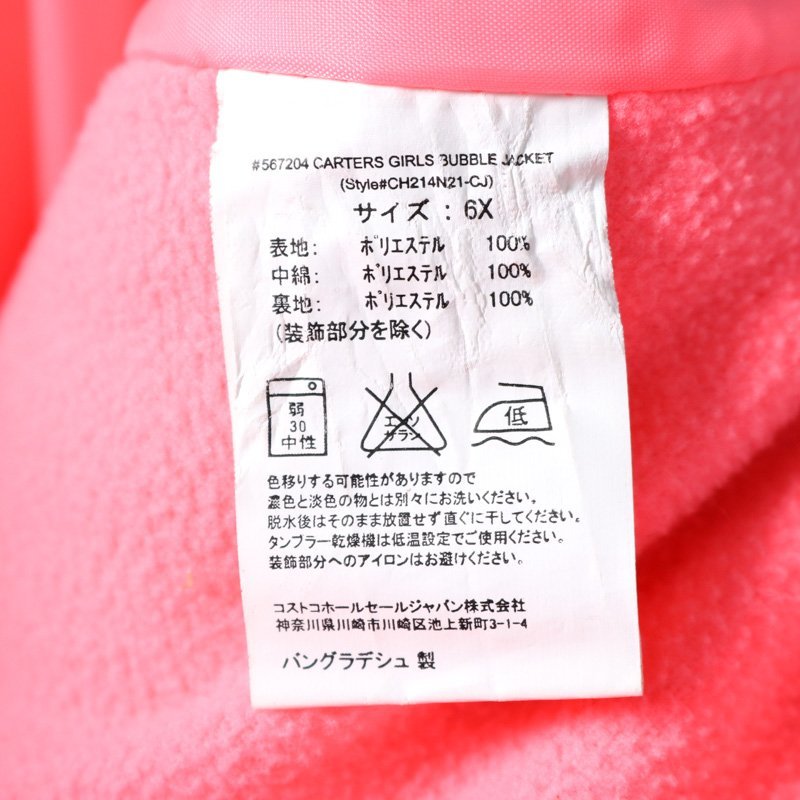 #567204 CARTERS GIRLS BUBBLE JACKET
(Style#CH214N21-CJ)
サイズ : 6X
表地: ポリエステル 100%
中綿: ポリエステル 100%
裏地: ポリエステル 100%
(装飾部分を除く)
弱
30
中性
エンソ
サラシ
低
色移りする可能性がありますので
濃色と淡色の物とは別々にお洗いください。
脱水後はそのまま放置せず直ぐに干してください。
タンブラー乾燥機は低温設定でご使用ください。
装飾部分へのアイロンはお避けください。
コストコホールセールジャパン株式会社
神奈川県川崎市川崎区池上新町3-1-4
バングラデシュ 製